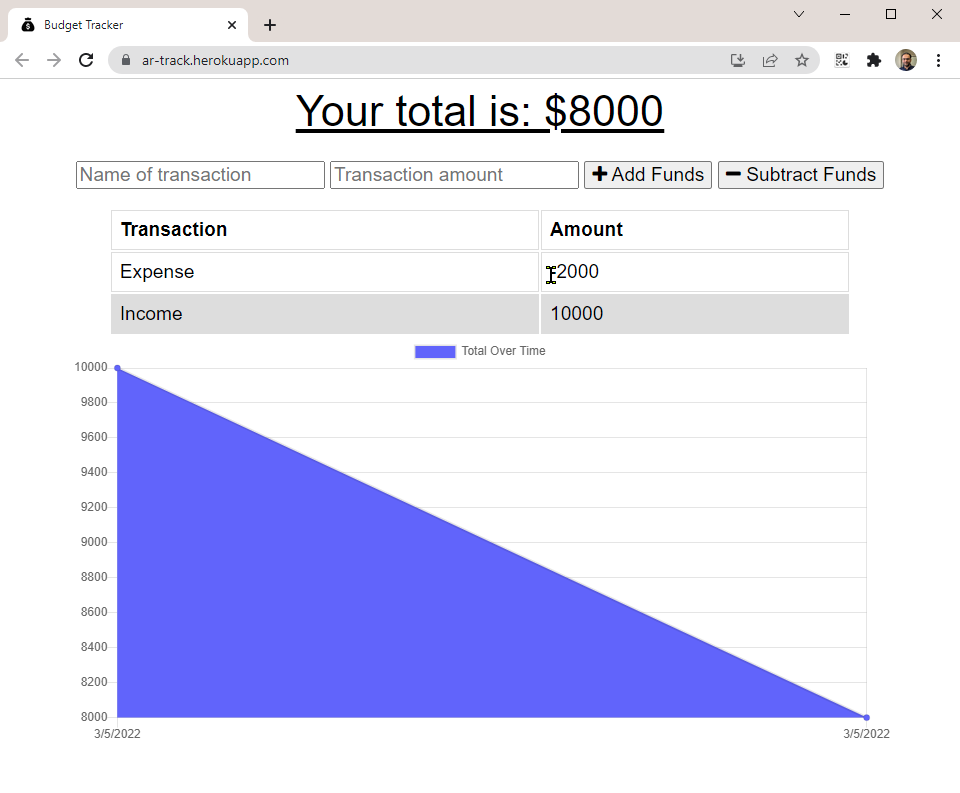 Budget Tracker
ar-track.herokuapp.com
Your total is: $8000
Name of transaction Transaction amount Add Funds Subtract Funds
Transaction Amount
Expense 2000
Income 10000
Total Over Time
10000
9800
9600
9400
9200
9000
8800
8600
8400
8200
8000
3/5/2022 3/5/2022